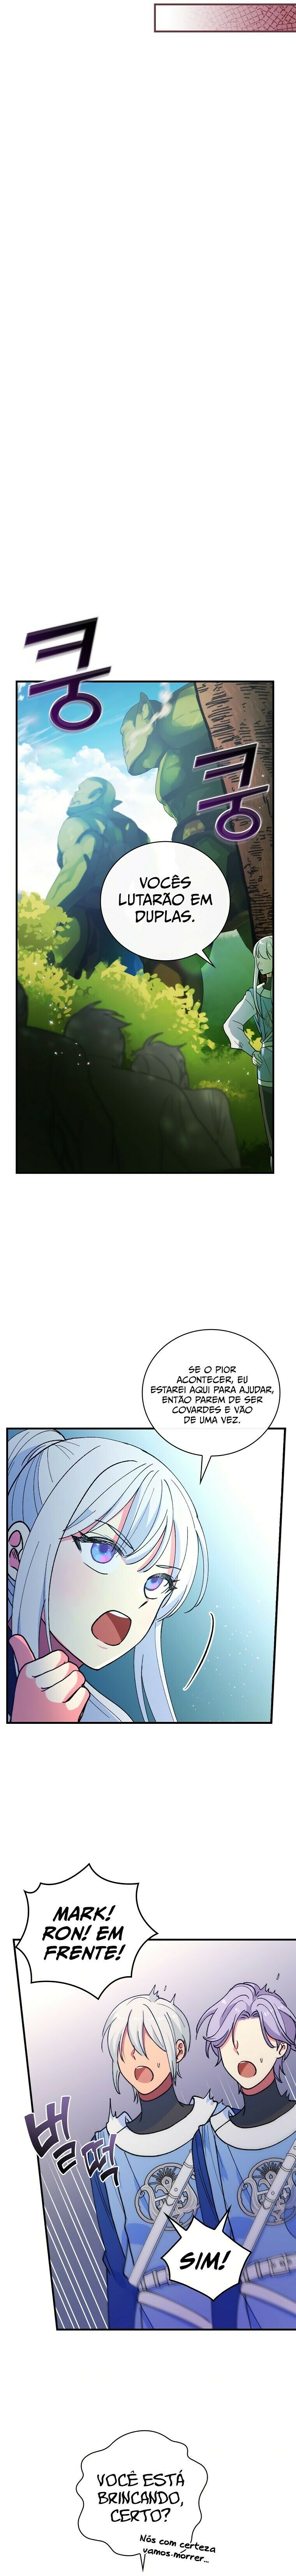 쿵
쿵
VOCÊS
LUTARÃO EM
DUPLAS.
SE O PIOR
ACONTECER, EU
ESTAREI AQUI PARA AJUDAR,
ENTÃO PAREM DE SER
COVARDES E VÃO
DE UMA VEZ.
MARK!
RON! EM
FRENTE!
벌떡
SIM!
VOCÊ ESTÁ
BRINCANDO,
CERTO?
Nós com certeza
vamos morrer...